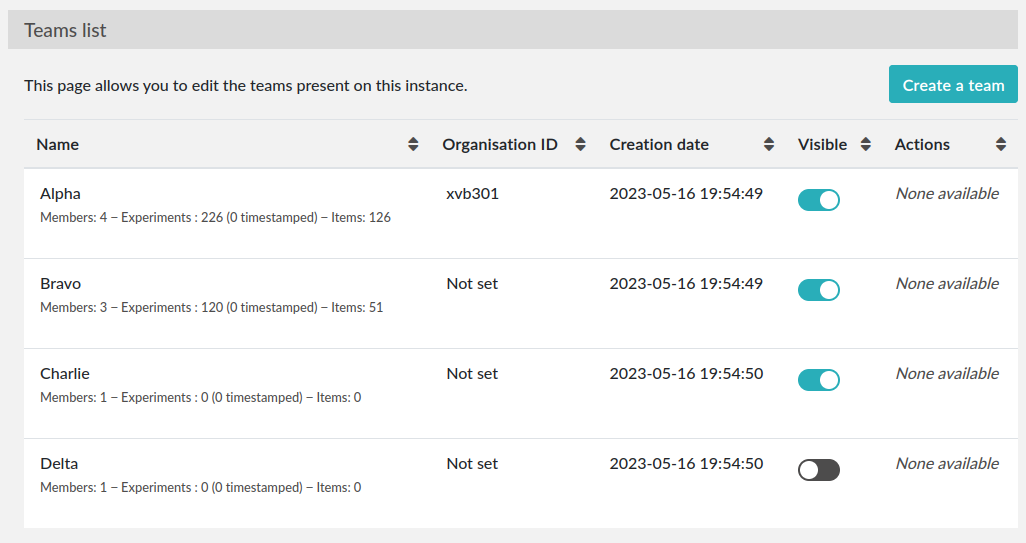 Teams list
This page allows you to edit the teams present on this instance.
Create a team
Name Organisation ID Creation date Visible Actions
Alpha xvb301 2023-05-16 19:54:49 None available
Members: 4 – Experiments : 226 (0 timestamped) – Items: 126
Bravo Not set 2023-05-16 19:54:49 None available
Members: 3 – Experiments : 120 (0 timestamped) – Items: 51
Charlie Not set 2023-05-16 19:54:50 None available
Members: 1 – Experiments : 0 (0 timestamped) – Items: 0
Delta Not set 2023-05-16 19:54:50 None available
Members: 1 – Experiments : 0 (0 timestamped) – Items: 0